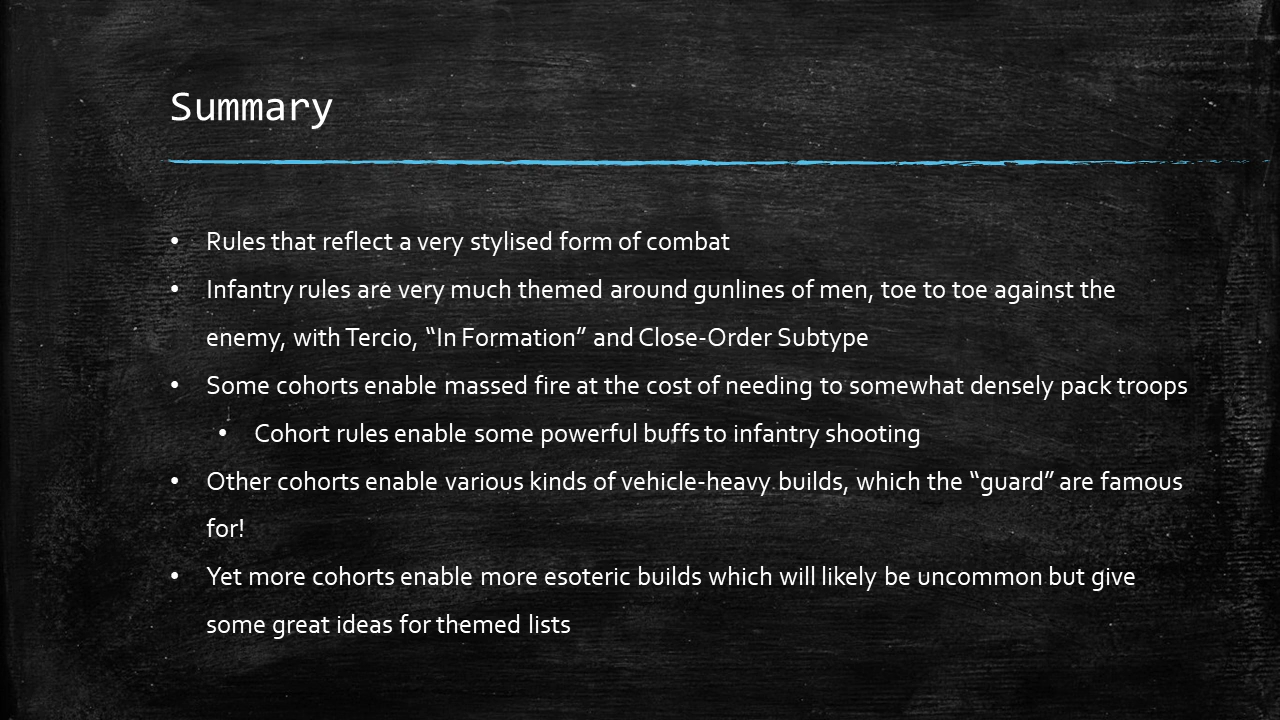 Summary
• Rules that reflect a very stylised form of combat
• Infantry rules are very much themed around gunlines of men, toe to toe against the
enemy, with Tercio, “In Formation” and Close-Order Subtype
• Some cohorts enable massed fire at the cost of needing to somewhat densely pack troops
• Cohort rules enable some powerful buffs to infantry shooting
• Other cohorts enable various kinds of vehicle-heavy builds, which the “guard” are famous
for!
• Yet more cohorts enable more esoteric builds which will likely be uncommon but give
some great ideas for themed lists